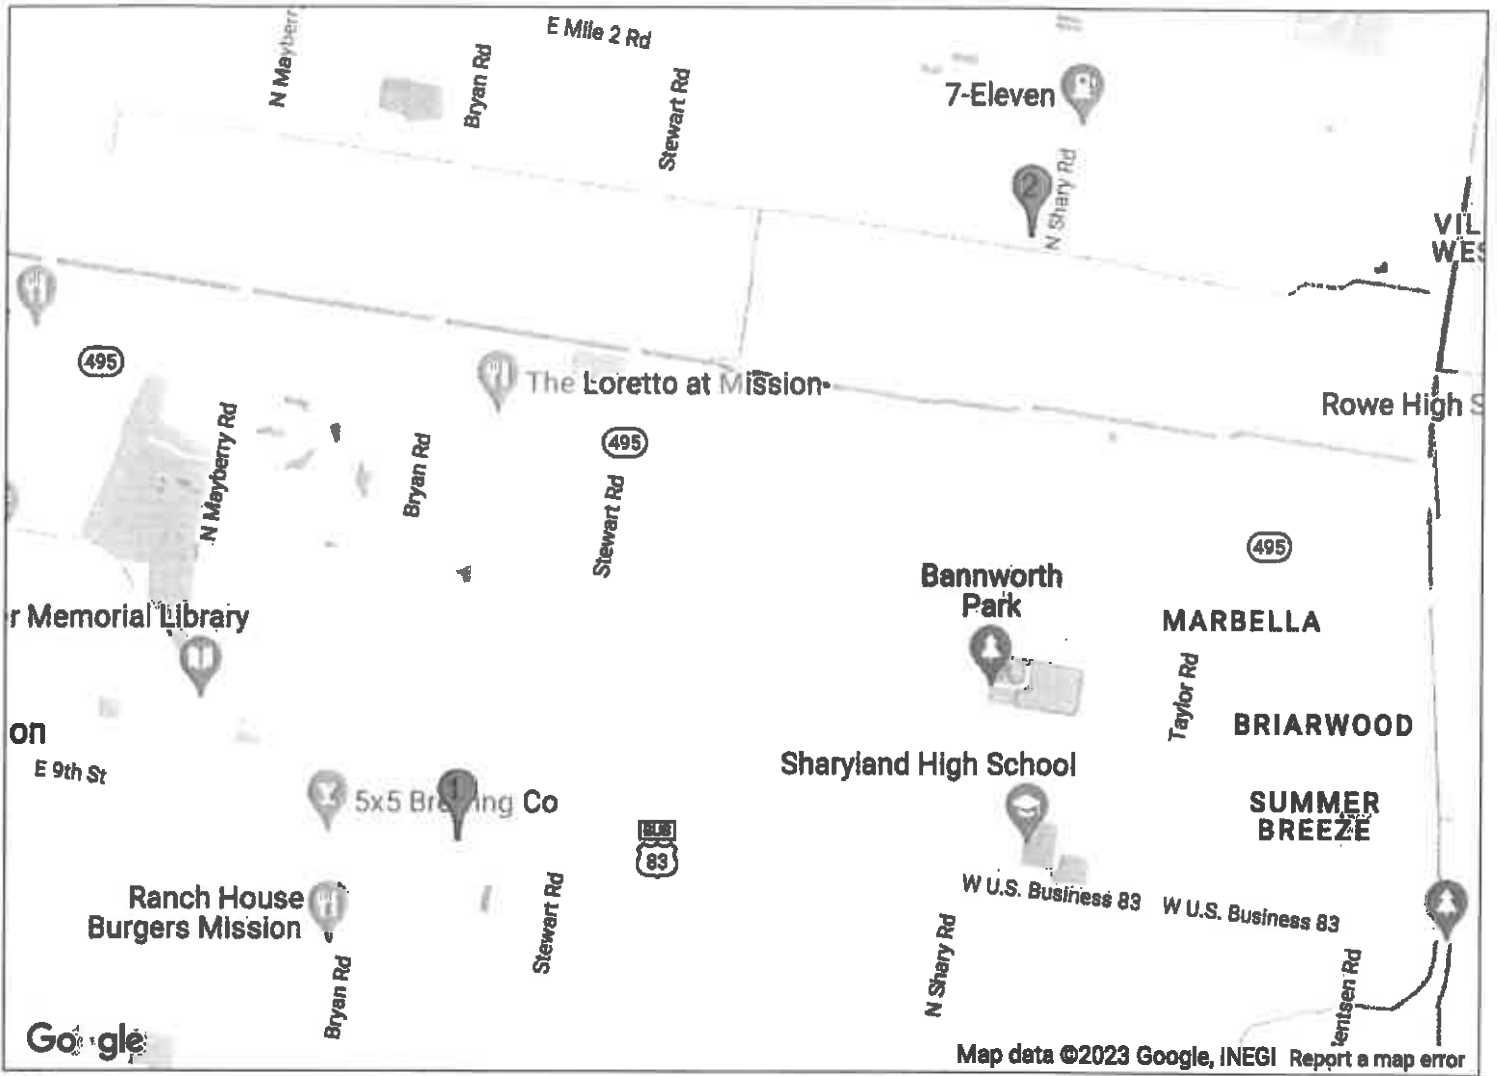 E Mile 2 Rd
N Mayberr
Bryan Rd
Stewart Rd
7-Eleven
2
N Shary Rd
VIL
WES
495
The Loretto at Mission
Rowe High S
N Mayberry Rd
Bryan Rd
495
Stewart Rd
495
Bannworth
Park
r Memorial Library
MARBELLA
Taylor Rd
on
BRIARWOOD
E 9th St
Sharyland High School
5x5 Brewing Co
1
SUMMER
BREEZE
BUS
83
Ranch House
Burgers Mission
W U.S. Business 83
W U.S. Business 83
Stewart Rd
N Shary Rd
Bryan Rd
entsen Rd
Google
Map data ©2023 Google, INEGI Report a map error